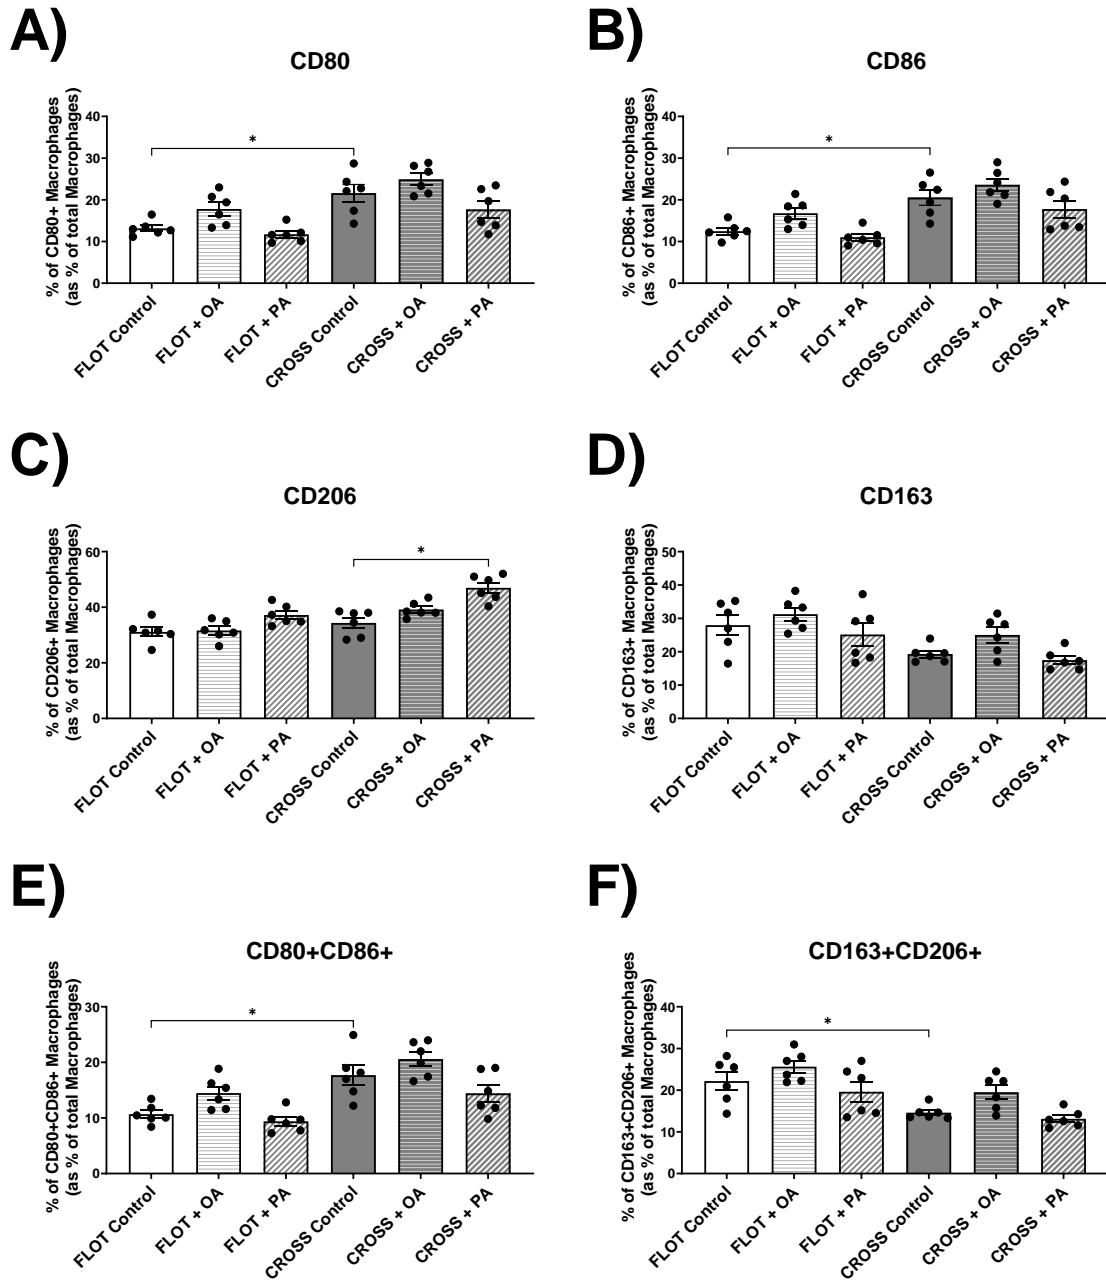 A)
CD80
% of CD80+ Macrophages
(as % of total Macrophages)
40
30
20
10
0
*
FLOT Control
FLOT + OA
FLOT + PA
CROSS Control
CROSS + OA
CROSS + PA
B)
CD86
% of CD86+ Macrophages
(as % of total Macrophages)
40
30
20
10
0
*
FLOT Control
FLOT + OA
FLOT + PA
CROSS Control
CROSS + OA
CROSS + PA
C)
CD206
% of CD206+ Macrophages
(as % of total Macrophages)
60
40
20
0
*
FLOT Control
FLOT + OA
FLOT + PA
CROSS Control
CROSS + OA
CROSS + PA
D)
CD163
% of CD163+ Macrophages
(as % of total Macrophages)
50
40
30
20
10
0
FLOT Control
FLOT + OA
FLOT + PA
CROSS Control
CROSS + OA
CROSS + PA
E)
CD80+CD86+
% of CD80+CD86+ Macrophages
(as % of total Macrophages)
30
20
10
0
*
FLOT Control
FLOT + OA
FLOT + PA
CROSS Control
CROSS + OA
CROSS + PA
F)
CD163+CD206+
% of CD163+CD206+ Macrophages
(as % of total Macrophages)
40
30
20
10
0
*
FLOT Control
FLOT + OA
FLOT + PA
CROSS Control
CROSS + OA
CROSS + PA